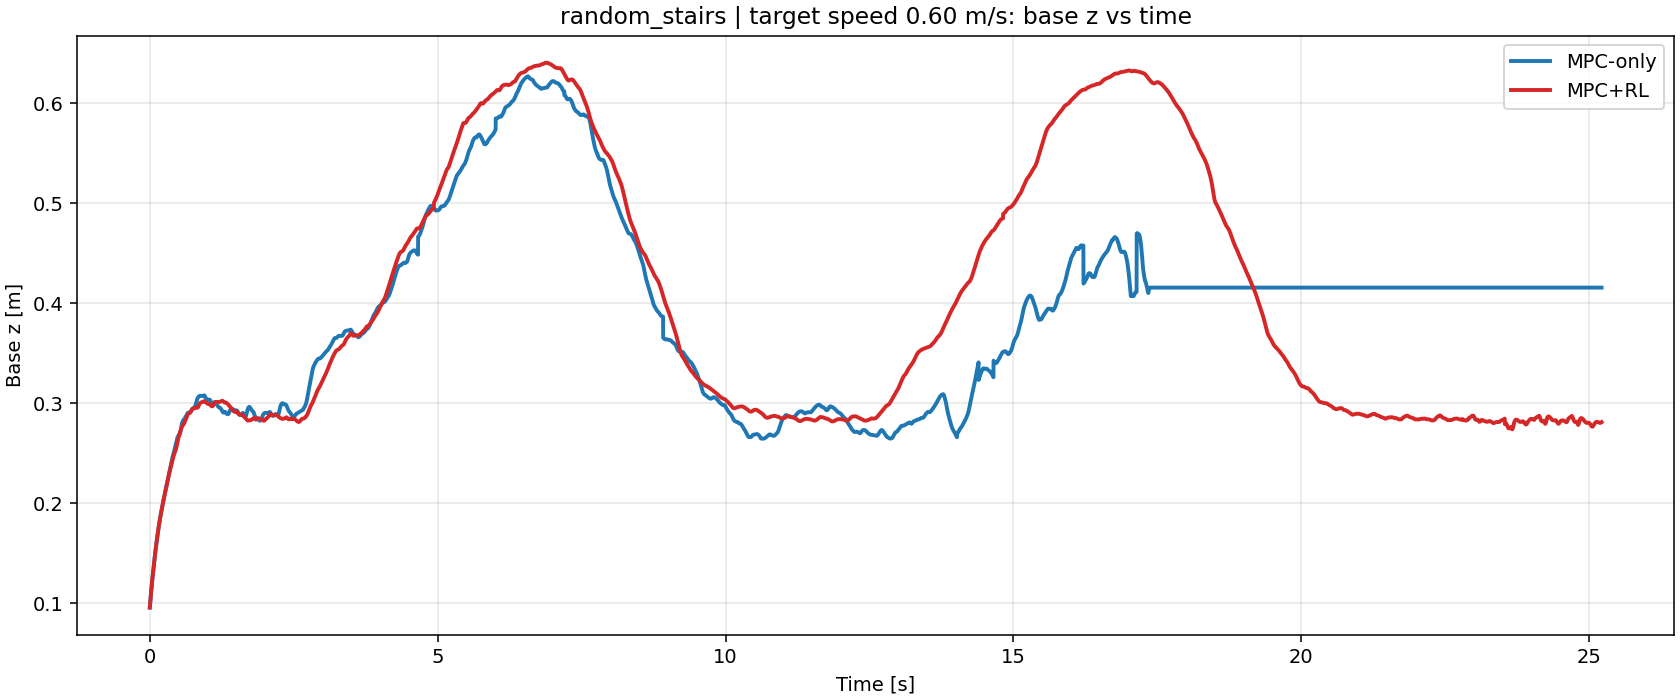 random_stairs | target speed 0.60 m/s: base z vs time
MPC-only
MPC+RL
Base z [m]
0.6
0.5
0.4
0.3
0.2
0.1
0
5
10
15
20
25
Time [s]